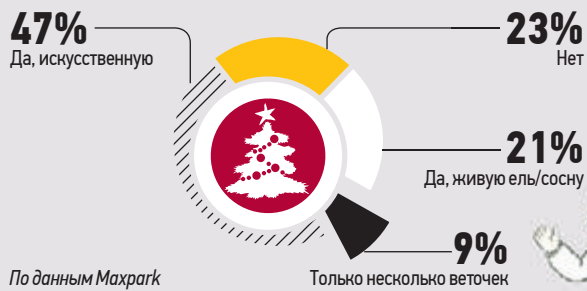 47%
Да, искусственную
23%
Нет
21%
Да, живую ель/сосну
9%
Только несколько веточек
По данным Maxpark